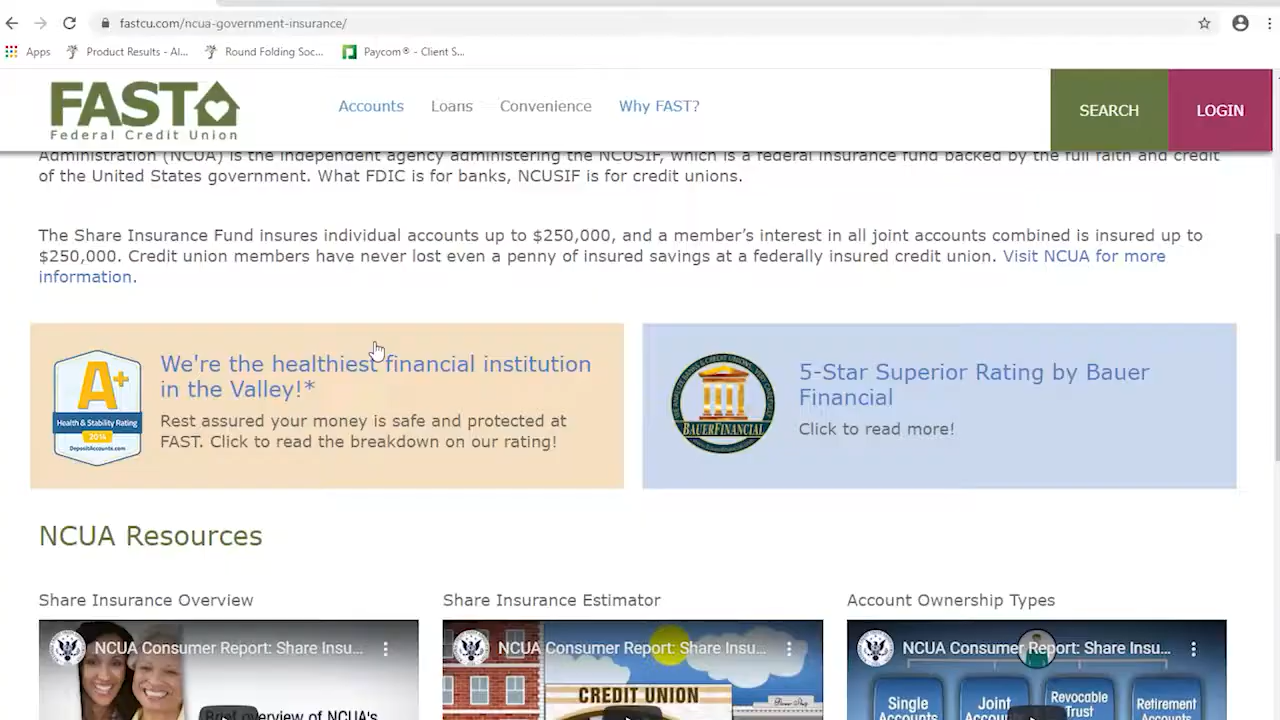 fastcu.com/ncua-government-insurance/
Apps
Product Results - Al...
Round Folding Soc...
Paycom® - Client S...
FAST
Federal Credit Union
Accounts
Loans
Convenience
Why FAST?
SEARCH
LOGIN
Administration (NCUA) is the independent agency administering the NCUSIF, which is a federal insurance fund backed by the full faith and credit
of the United States government. What FDIC is for banks, NCUSIF is for credit unions.
The Share Insurance Fund insures individual accounts up to $250,000, and a member's interest in all joint accounts combined is insured up to
$250,000. Credit union members have never lost even a penny of insured savings at a federally insured credit union. Visit NCUA for more
information.
A+
Health & Stability Rating
2014
DepositAccounts.com
We're the healthiest financial institution
in the Valley!*
Rest assured your money is safe and protected at
FAST. Click to read the breakdown on our rating!
BAUERFINANCIAL
5-Star Superior Rating by Bauer
Financial
Click to read more!
NCUA Resources
Share Insurance Overview
Share Insurance Estimator
Account Ownership Types
NCUA Consumer Report: Share Insu...
Brief overview of NCUA's
NCUA Consumer Report: Share Insu...
CREDIT UNION
NCUA Consumer Report: Share Insu...
Single
Accounts
Joint
Accou
Revocable
Trust
Retirement
Accounts